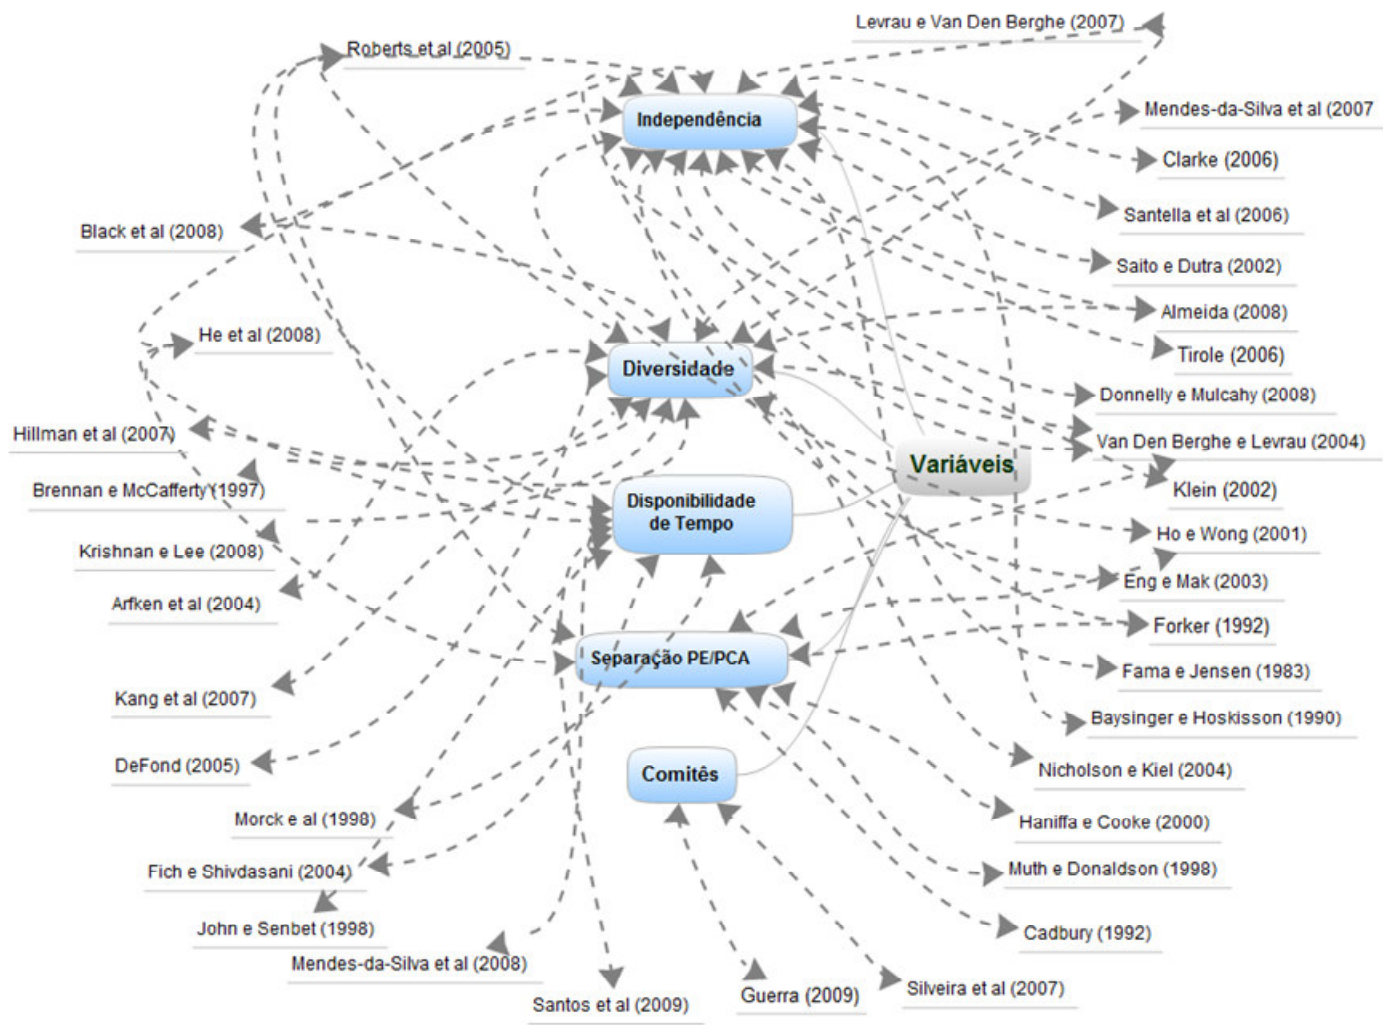 Levrau e Van Den Berghe (2007)
Roberts et al (2005)
Mendes-da-Silva et al (2007
Independência
Clarke (2006)
Santella et al (2006)
Black et al (2008)
Saito e Dutra (2002)
Almeida (2008)
He et al (2008)
Tirole (2006)
Diversidade
Donnelly e Mulcahy (2008)
Hillman et al (2007)
Van Den Berghe e Levrau (2004)
Variáveis
Brennan e McCafferty (1997)
Klein (2002)
Disponibilidade
de Tempo
Ho e Wong (2001)
Krishnan e Lee (2008)
Eng e Mak (2003)
Arfken et al (2004)
Forker (1992)
Separação PE/PCA
Fama e Jensen (1983)
Kang et al (2007)
Baysinger e Hoskisson (1990)
DeFond (2005)
Comitês
Nicholson e Kiel (2004)
Morck e al (1998)
Haniffa e Cooke (2000)
Fich e Shivdasani (2004)
Muth e Donaldson (1998)
John e Senbet (1998)
Cadbury (1992)
Mendes-da-Silva et al (2008)
Silveira et al (2007)
Guerra (2009)
Santos et al (2009)